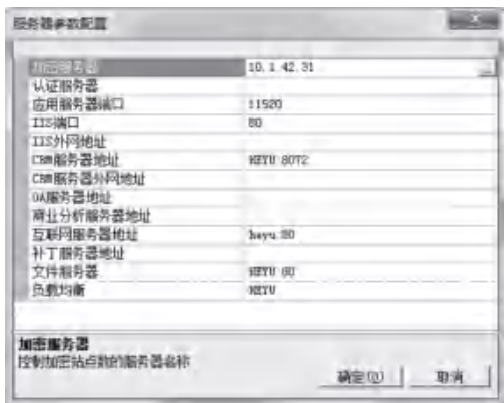 服务器参数配置
加密服务器 10.1.42.31
认证服务器
应用服务器端口 11520
IIS端口 80
IIS外网地址
CBM服务器地址 HEYU:8072
CBM服务器外网地址
OA服务器地址
商业分析服务器地址
互联网服务器地址 heyu:80
补丁服务器地址
文件服务器 HEYU:80
负载均衡 HEYU
加密服务器
控制加密站点数的服务器名称
确定(O) 取消